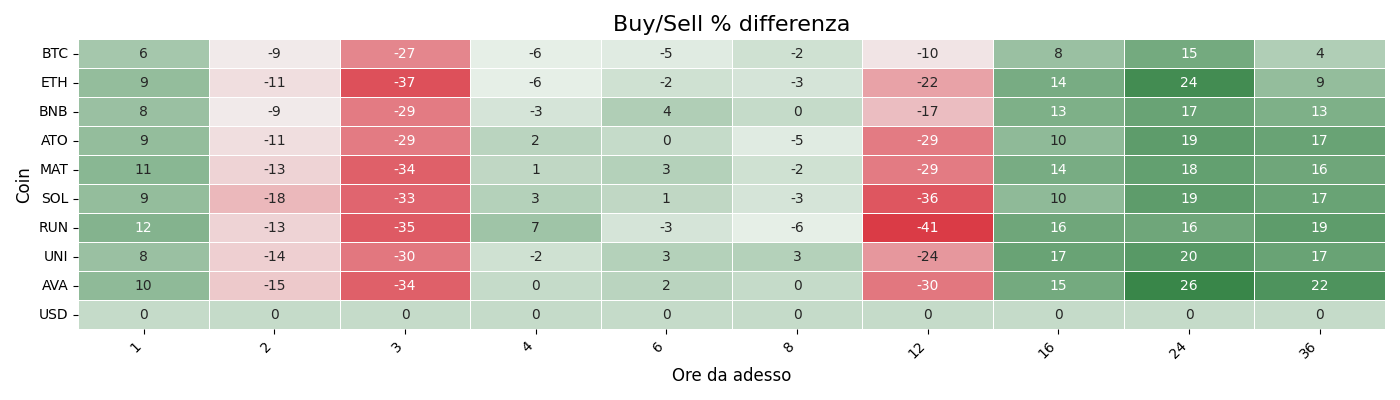 Buy/Sell % differenza
Coin
BTC 6 -9 -27 -6 -5 -2 -10 8 15 4
ETH 9 -11 -37 -6 -2 -3 -22 14 24 9
BNB 8 -9 -29 -3 4 0 -17 13 17 13
ATO 9 -11 -29 2 0 -5 -29 10 19 17
MAT 11 -13 -34 1 3 -2 -29 14 18 16
SOL 9 -18 -33 3 1 -3 -36 10 19 17
RUN 12 -13 -35 7 -3 -6 -41 16 16 19
UNI 8 -14 -30 -2 3 3 -24 17 20 17
AVA 10 -15 -34 0 2 0 -30 15 26 22
USD 0 0 0 0 0 0 0 0 0 0
1 2 3 4 6 8 12 16 24 36
Ore da adesso